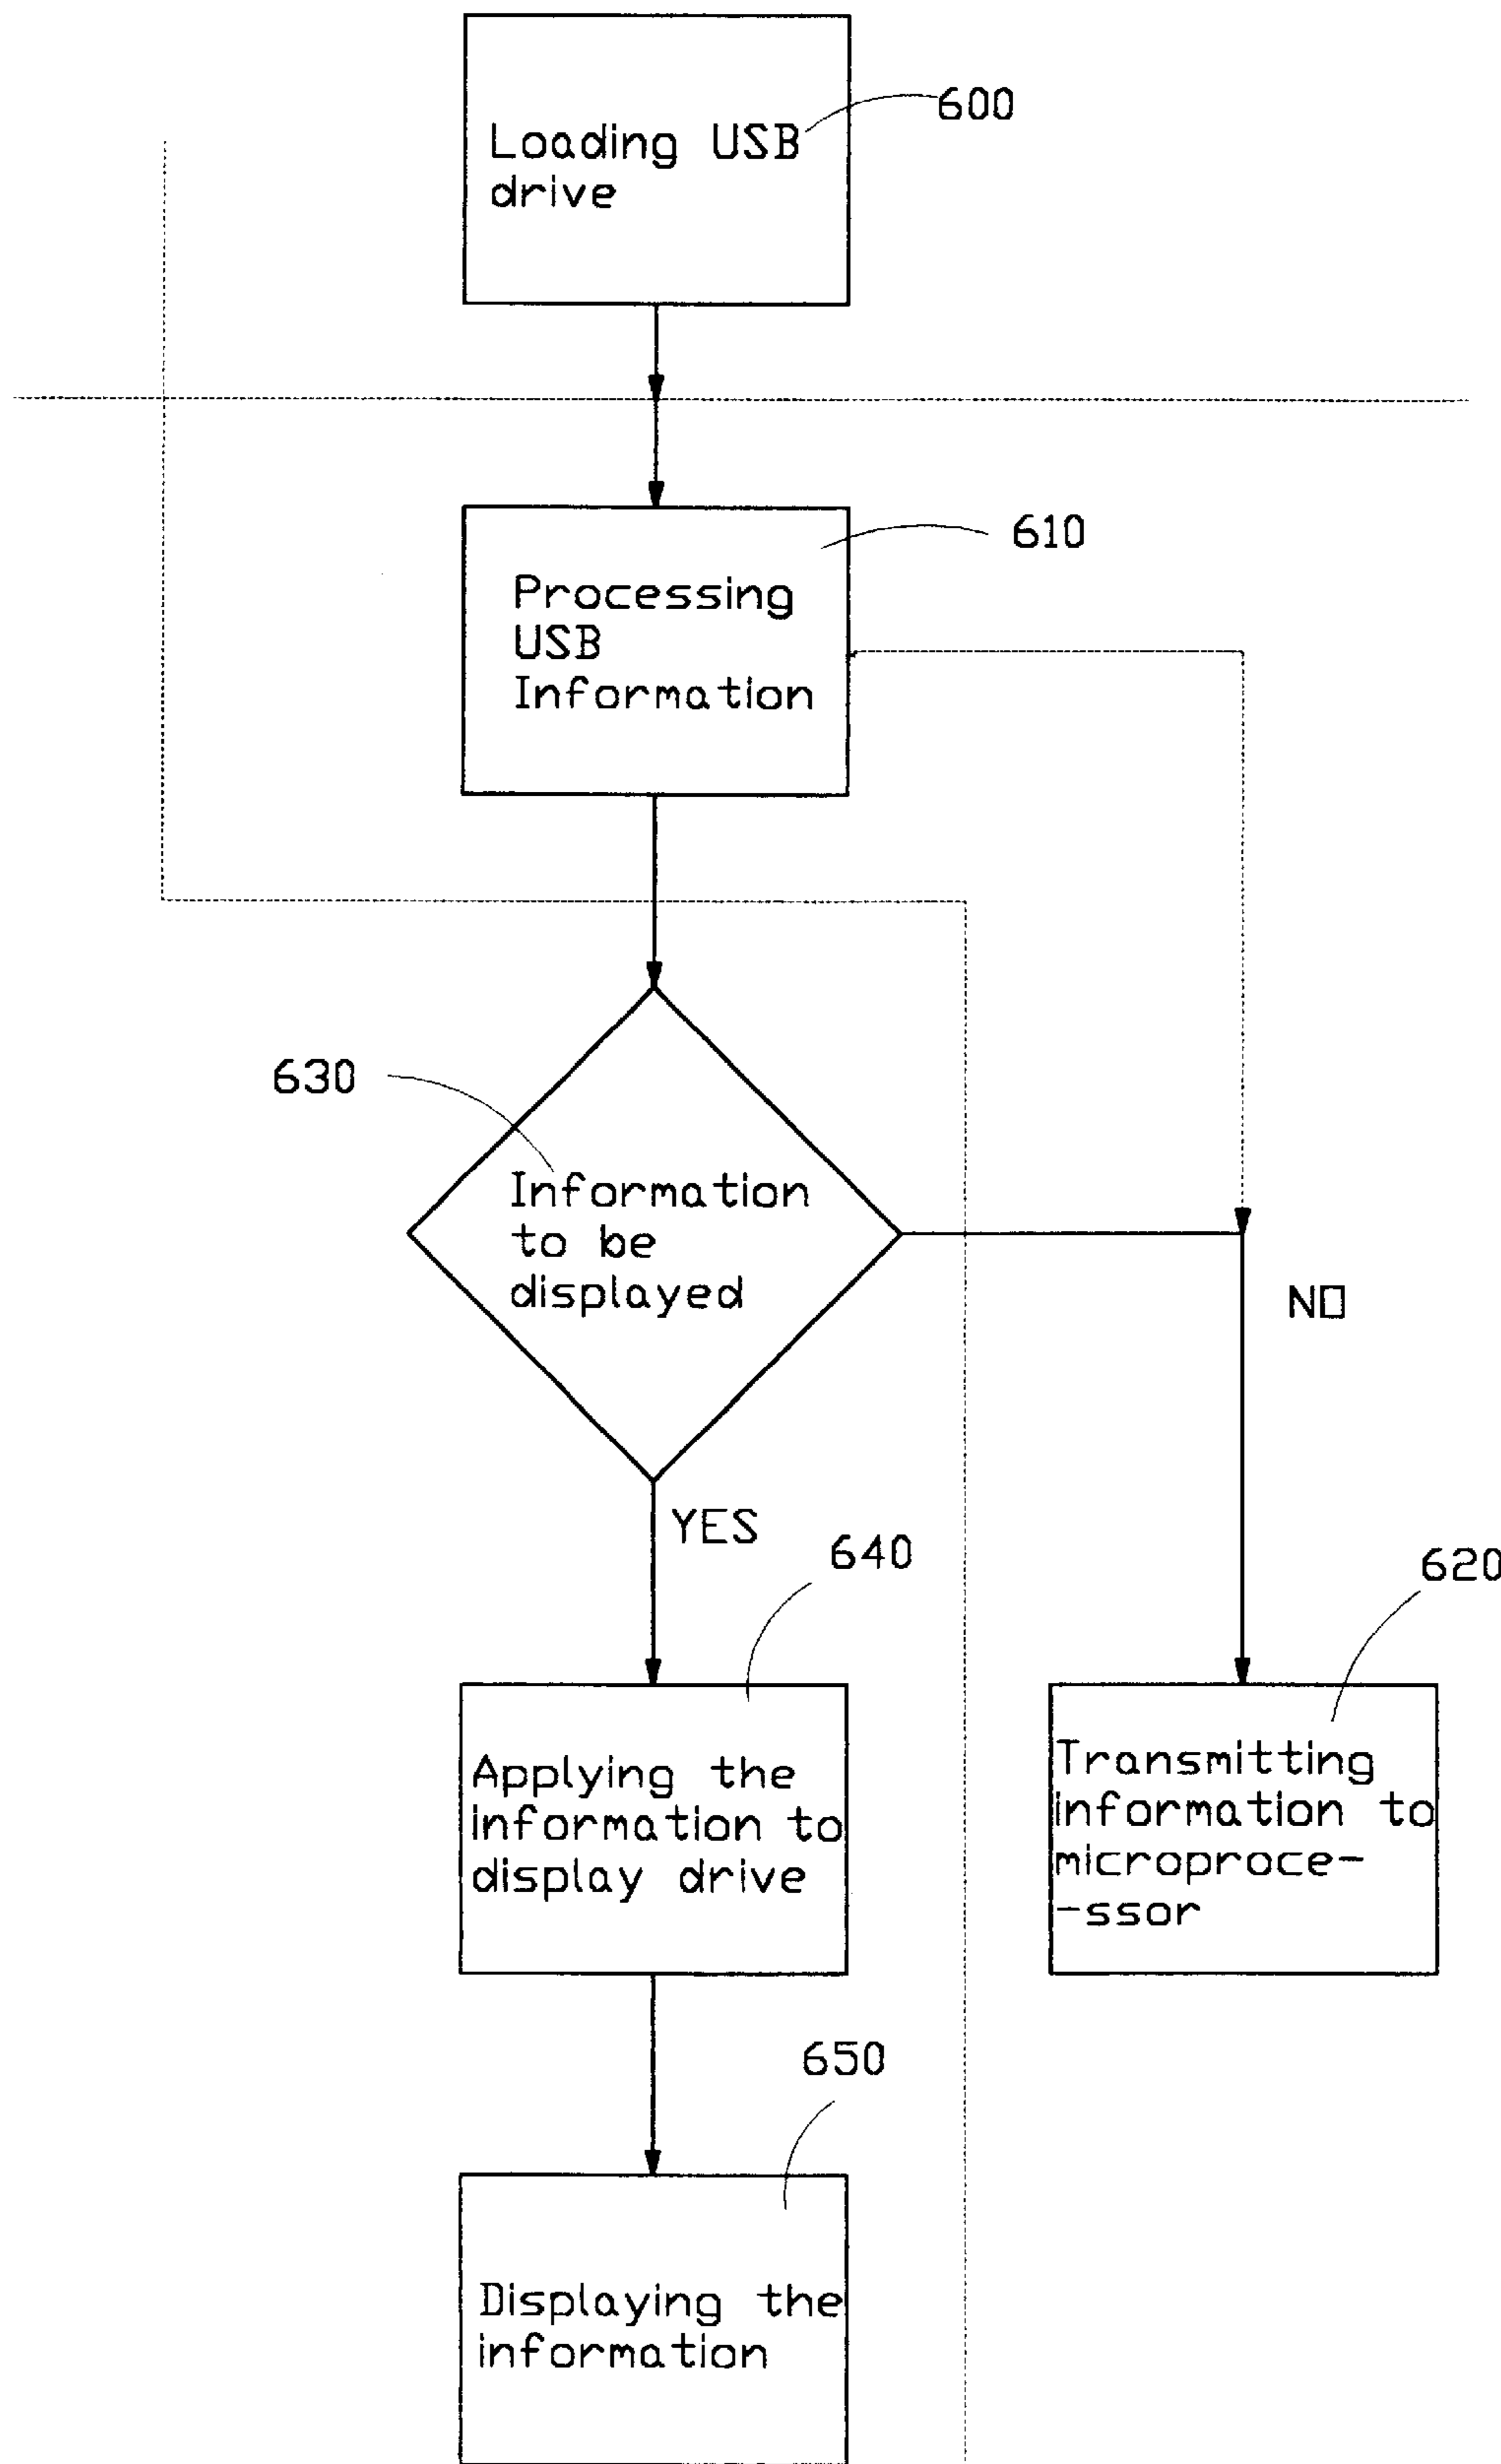 600
Loading USB
drive
610
Processing
USB
Information
630
Information
to be
displayed
NO
YES
640
620
Applying the
information to
display drive
Transmitting
information to
microproce-
-ssor
650
Displaying the
information